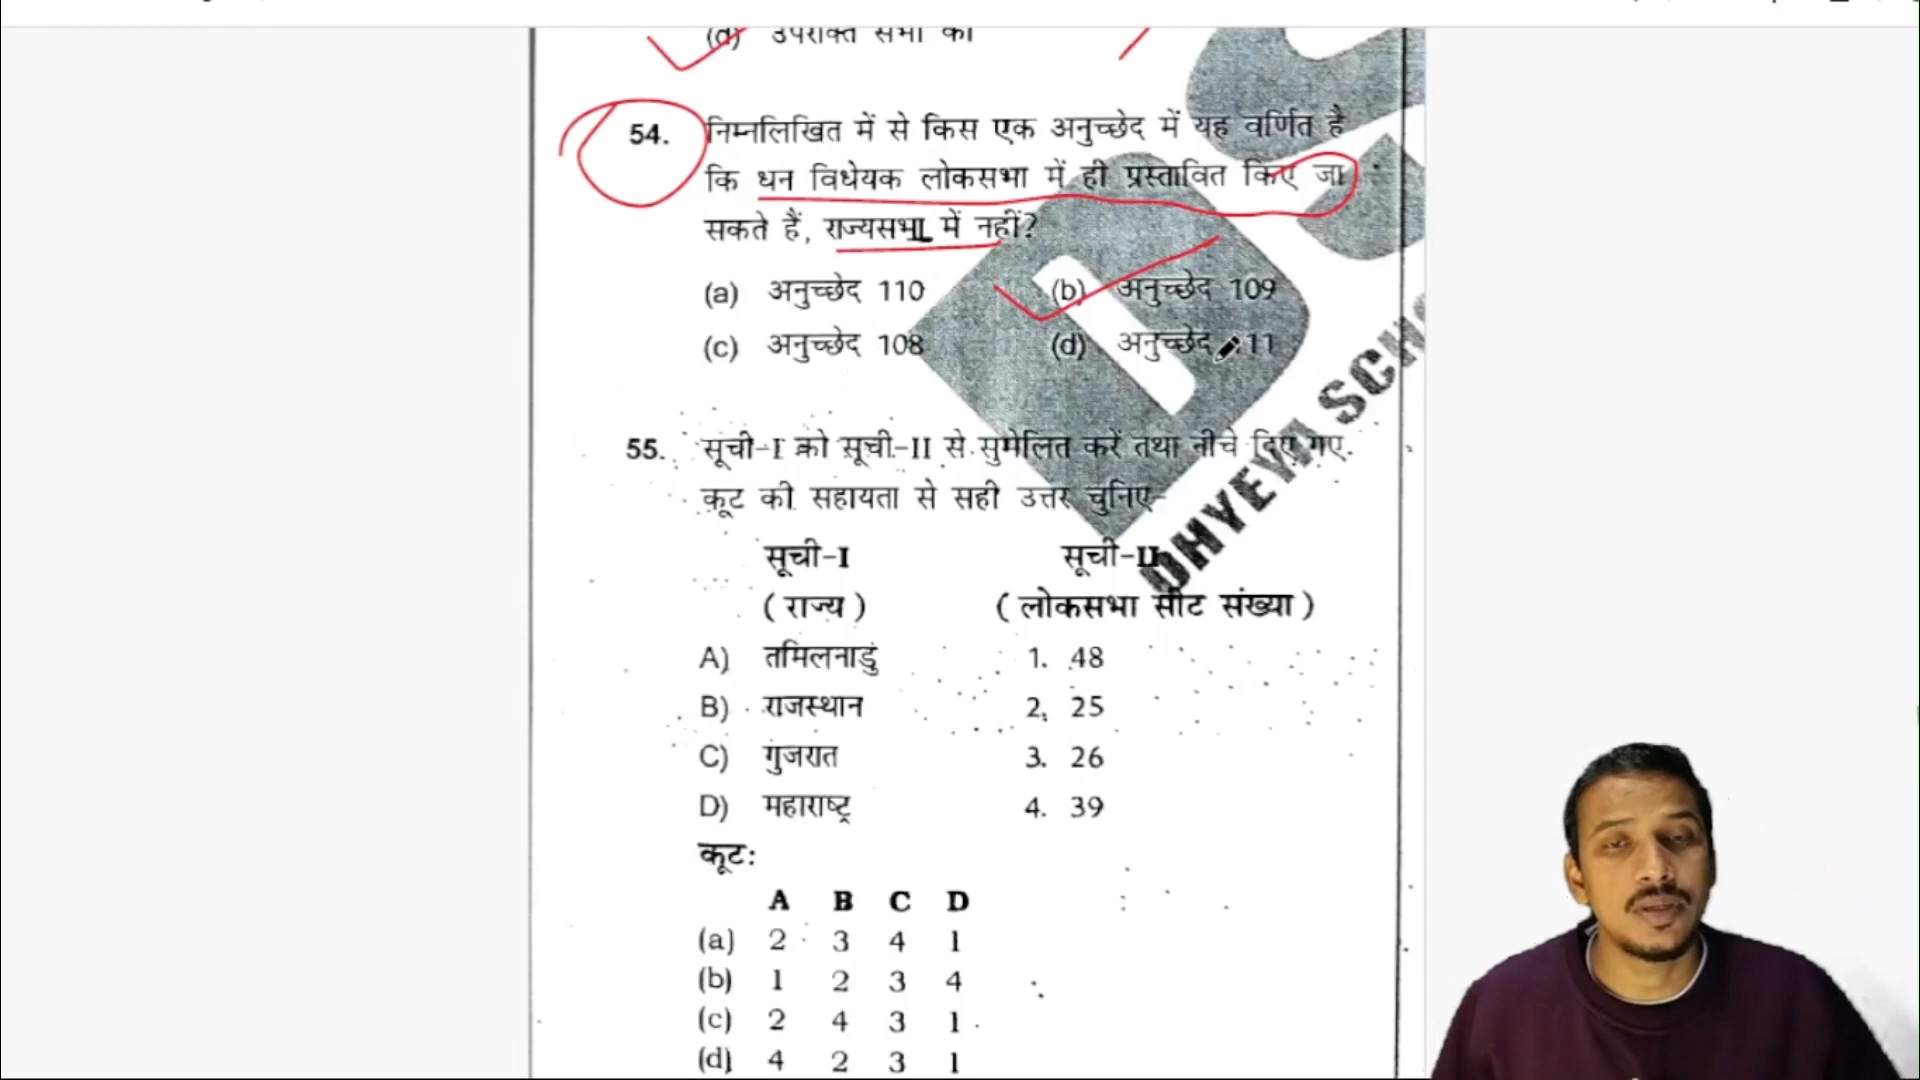 (d) उपरोक्त सभी को
54. निम्नलिखित में से किस एक अनुच्छेद में यह वर्णित है
कि धन विधेयक लोकसभा में ही प्रस्तावित किए जा
सकते हैं, राज्यसभा में नहीं?
(a) अनुच्छेद 110 (b) अनुच्छेद 109
(c) अनुच्छेद 108 (d) अनुच्छेद 111
55. सूची-I को सूची-II से सुमेलित करें तथा नीचे दिए गए
कूट की सहायता से सही उत्तर चुनिए-
सूची-I सूची-II
(राज्य) (लोकसभा सीट संख्या)
A) तमिलनाडु 1. 48
B) राजस्थान 2. 25
C) गुजरात 3. 26
D) महाराष्ट्र 4. 39
कूटः
A B C D
(a) 2 3 4 1
(b) 1 2 3 4
(c) 2 4 3 1
(d) 4 2 3 1
DHYEYA